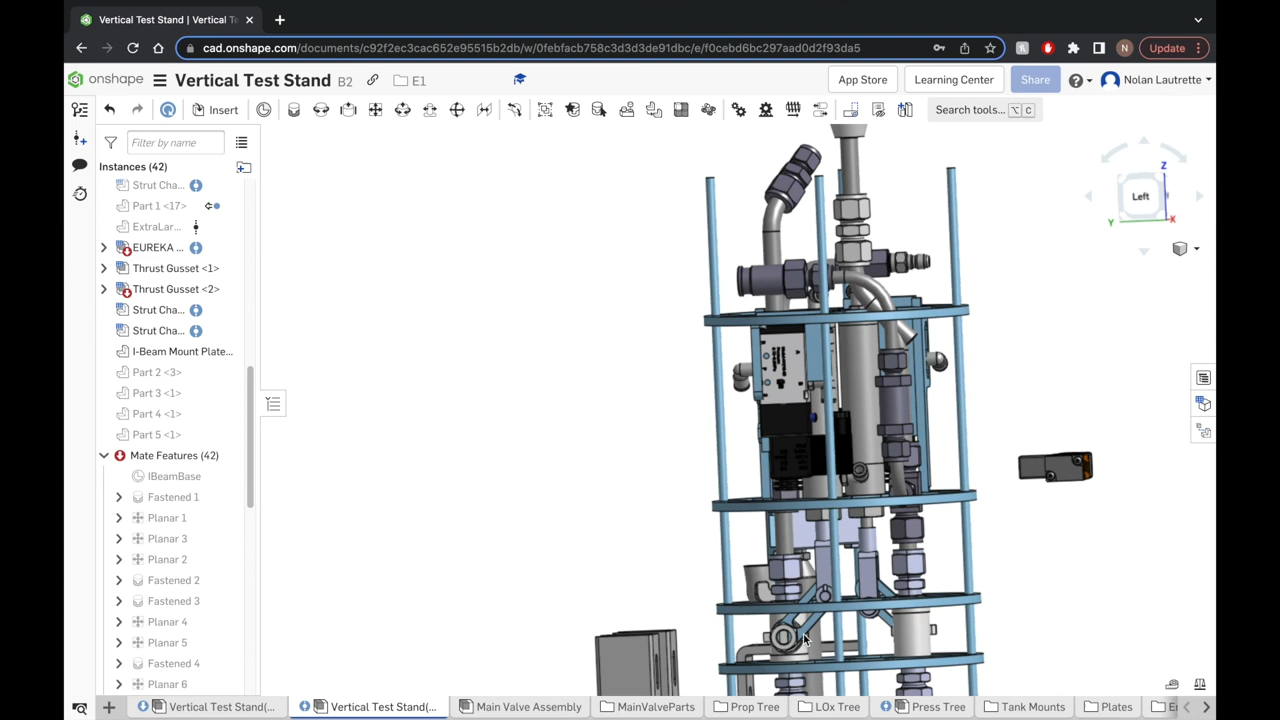 Vertical Test Stand | Vertical Te
cad.onshape.com/documents/c92f2ec3cac652e95515b2db/w/0febfacb758c3d3d3de91dbc/e/f0cebd6bc297aad0d2f93da5
N
Update
onshape
Vertical Test Stand
B2
E1
App Store
Learning Center
Share
Nolan Lautrette
Insert
Search tools...
C
Filter by name
Instances (42)
Strut Cha...
Part 1 <17>
ExtraLar...
EUREKA ...
Thrust Gusset <1>
Thrust Gusset <2>
Strut Cha...
Strut Cha...
I-Beam Mount Plate...
Part 2 <3>
Part 3 <1>
Part 4 <1>
Part 5 <1>
Mate Features (42)
IBeamBase
Fastened 1
Planar 1
Planar 3
Planar 2
Fastened 2
Fastened 3
Planar 4
Planar 5
Fastened 4
Planar 6
Z
Left
Y
X
Vertical Test Stand(...
Vertical Test Stand(...
Main Valve Assembly
MainValveParts
Prop Tree
LOx Tree
Press Tree
Tank Mounts
Plates